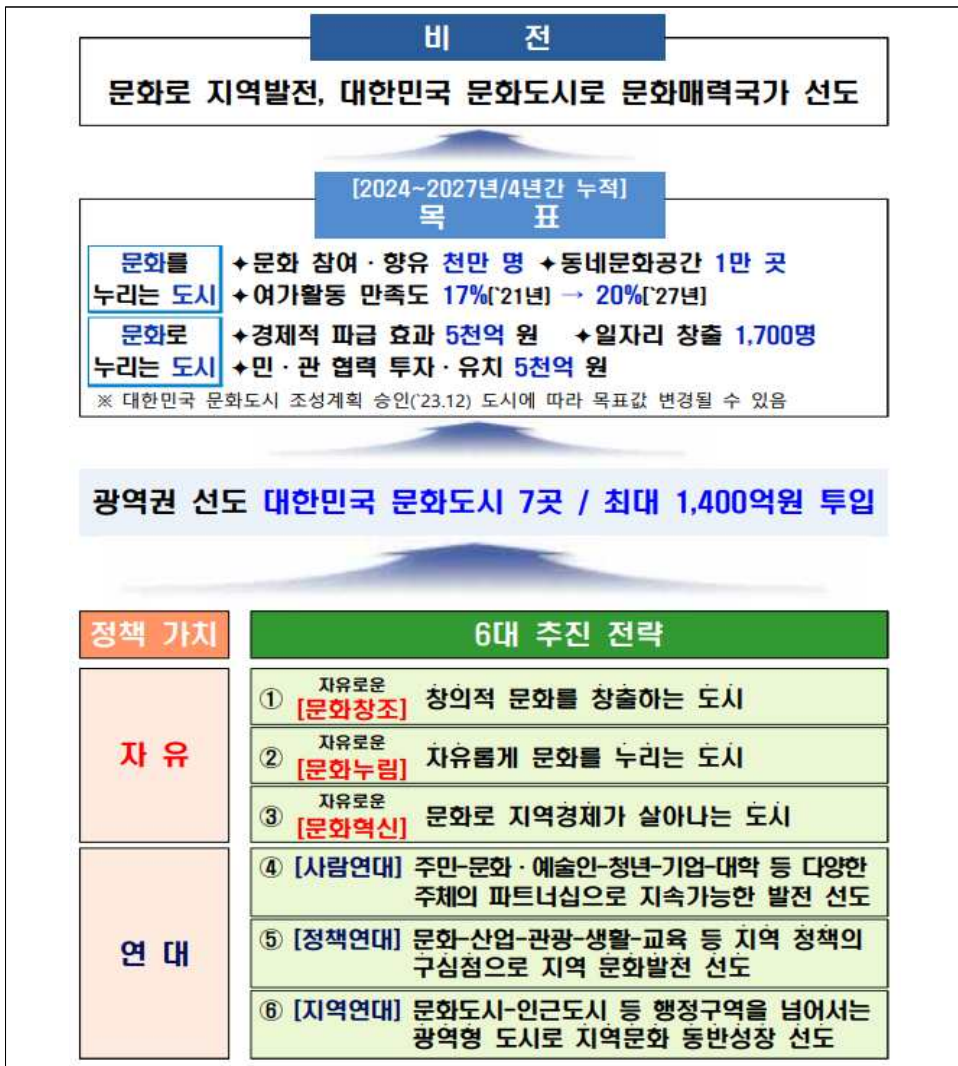 비 전
문화로 지역발전, 대한민국 문화도시로 문화매력국가 선도
[2024~2027년/4년간 누적]
목 표
문화를
누리는 도시
✦문화 참여·향유 천만 명 ✦동네문화공간 1만 곳
✦여가활동 만족도 17%[`21년] → 20%[`27년]
문화로
누리는 도시
✦경제적 파급 효과 5천억 원 ✦일자리 창출 1,700명
✦민·관 협력 투자·유치 5천억 원
※ 대한민국 문화도시 조성계획 승인(`23.12) 도시에 따라 목표값 변경될 수 있음
광역권 선도 대한민국 문화도시 7곳 / 최대 1,400억원 투입
정책 가치
6대 추진 전략
자 유
① 자유로운
[문화창조] 창의적 문화를 창출하는 도시
② 자유로운
[문화누림] 자유롭게 문화를 누리는 도시
③ 자유로운
[문화혁신] 문화로 지역경제가 살아나는 도시
연 대
④ [사람연대] 주민-문화·예술인-청년-기업-대학 등 다양한
주체의 파트너십으로 지속가능한 발전 선도
⑤ [정책연대] 문화-산업-관광-생활-교육 등 지역 정책의
구심점으로 지역 문화발전 선도
⑥ [지역연대] 문화도시-인근도시 등 행정구역을 넘어서는
광역형 도시로 지역문화 동반성장 선도